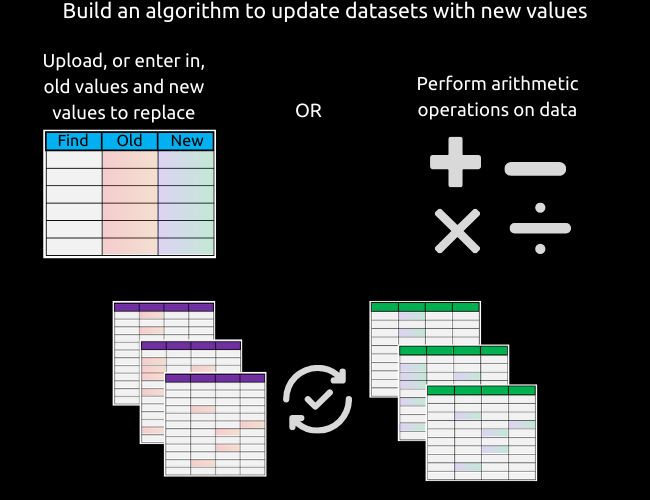 Build an algorithm to update datasets with new values
Upload, or enter in,
old values and new
values to replace
OR
Perform arithmetic
operations on data
Find Old New